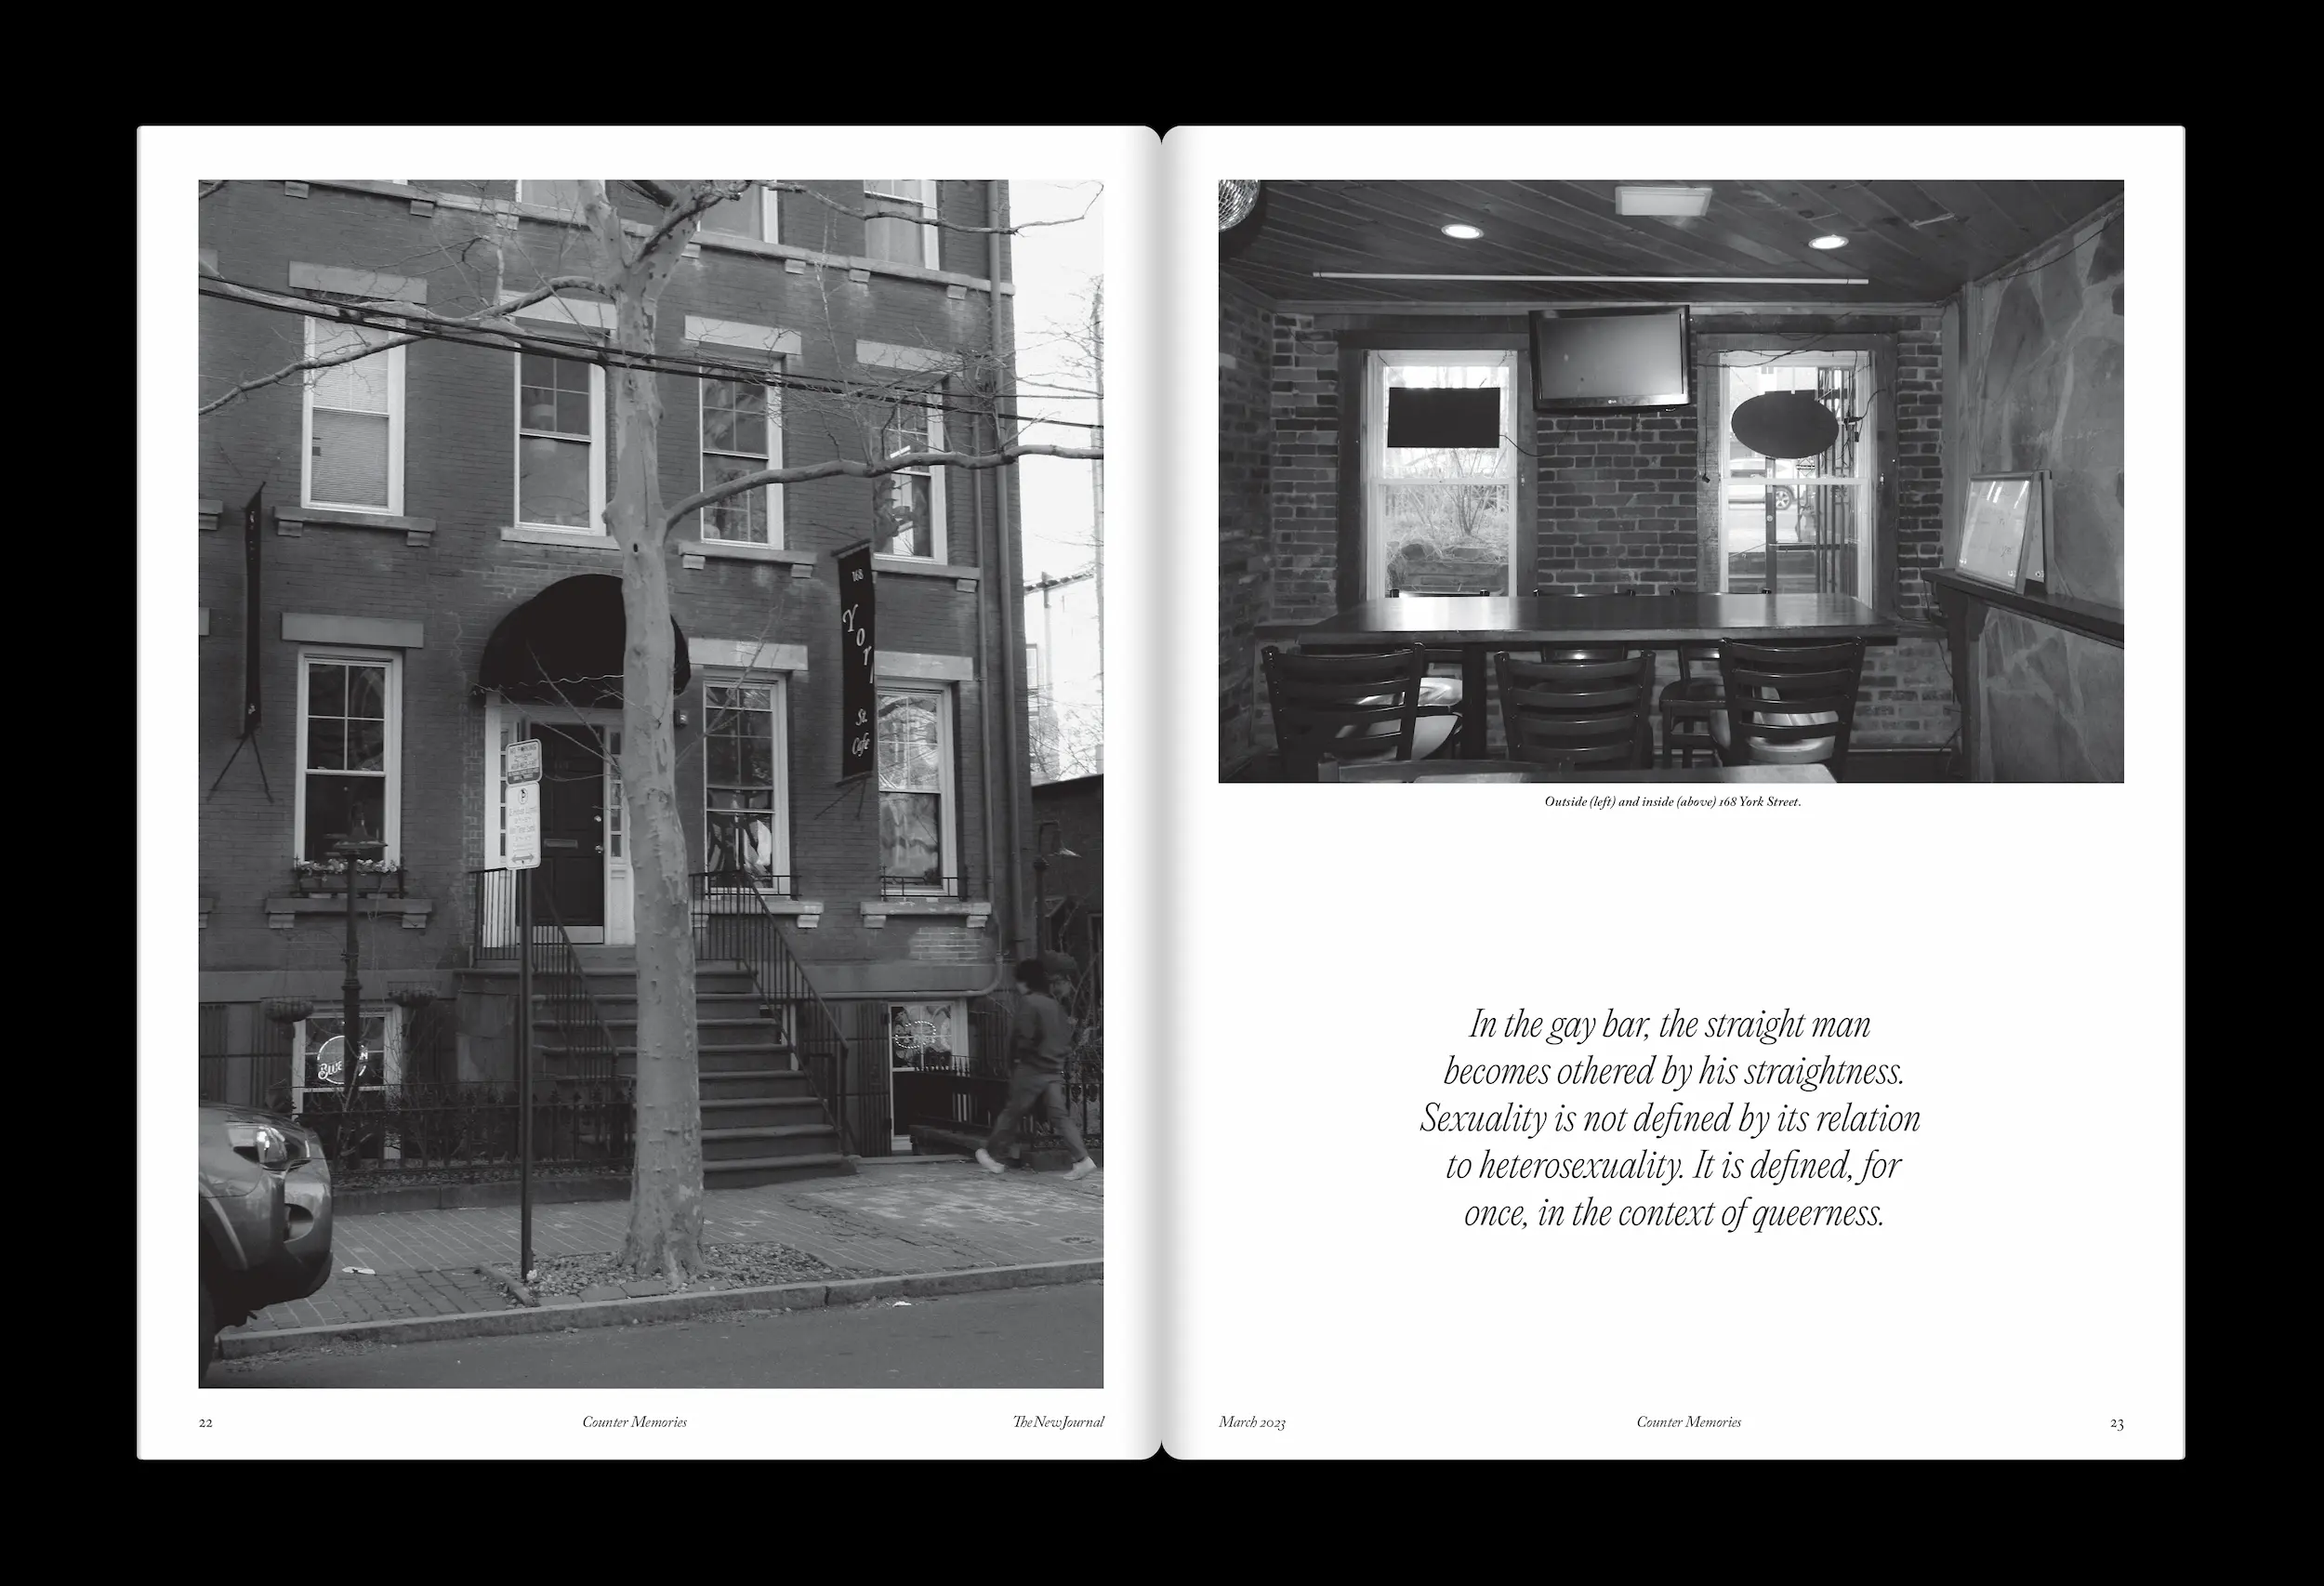 168
York
St.
Cafe
22
Counter Memories
The New Journal
Outside (left) and inside (above) 168 York Street.
In the gay bar, the straight man
becomes othered by his straightness.
Sexuality is not defined by its relation
to heterosexuality. It is defined, for
once, in the context of queerness.
March 2023
Counter Memories
23